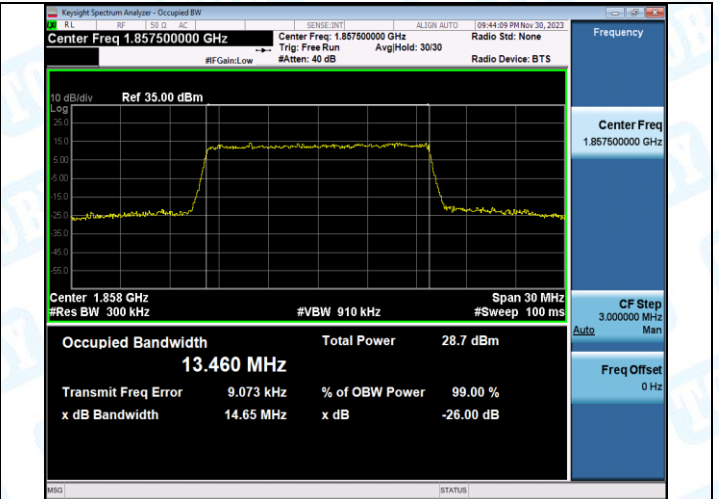 Keysight Spectrum Analyzer - Occupied BW
RL RF 50 Ω AC SENSE:INT ALIGN AUTO 09:44:09 PM Nov 30, 2023
Center Freq 1.857500000 GHz
Center Freq: 1.857500000 GHz
Radio Std: None
Trig: Free Run Avg|Hold: 30/30
#IFGain:Low #Atten: 40 dB Radio Device: BTS
Frequency
10 dB/div Ref 35.00 dBm
Log
25.0
15.0
5.00
-5.00
-15.0
-25.0
-35.0
-45.0
-55.0
Center 1.858 GHz Span 30 MHz
#Res BW 300 kHz #VBW 910 kHz #Sweep 100 ms
Occupied Bandwidth Total Power 28.7 dBm
13.460 MHz
Transmit Freq Error 9.073 kHz % of OBW Power 99.00 %
x dB Bandwidth 14.65 MHz x dB -26.00 dB
Center Freq
1.857500000 GHz
CF Step
3.000000 MHz
Auto Man
Freq Offset
0 Hz
MSG STATUS